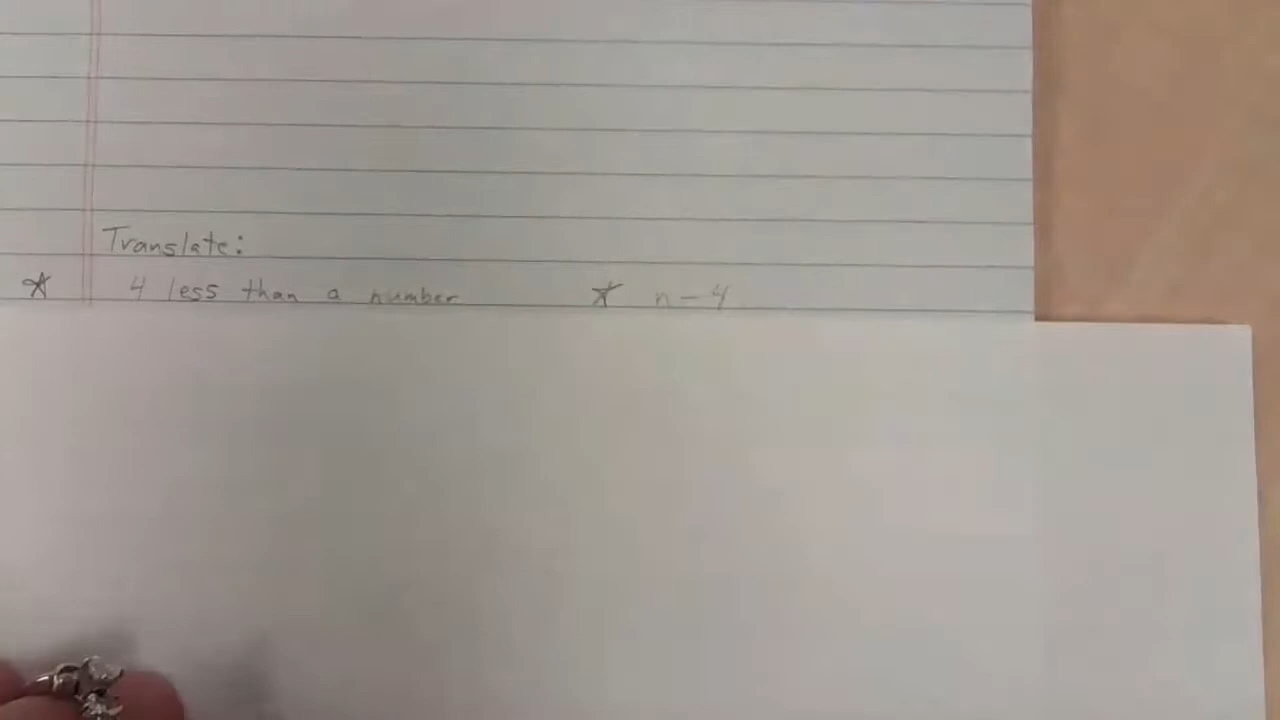 Translate:
☆ 4 less than a number ☆ n-4